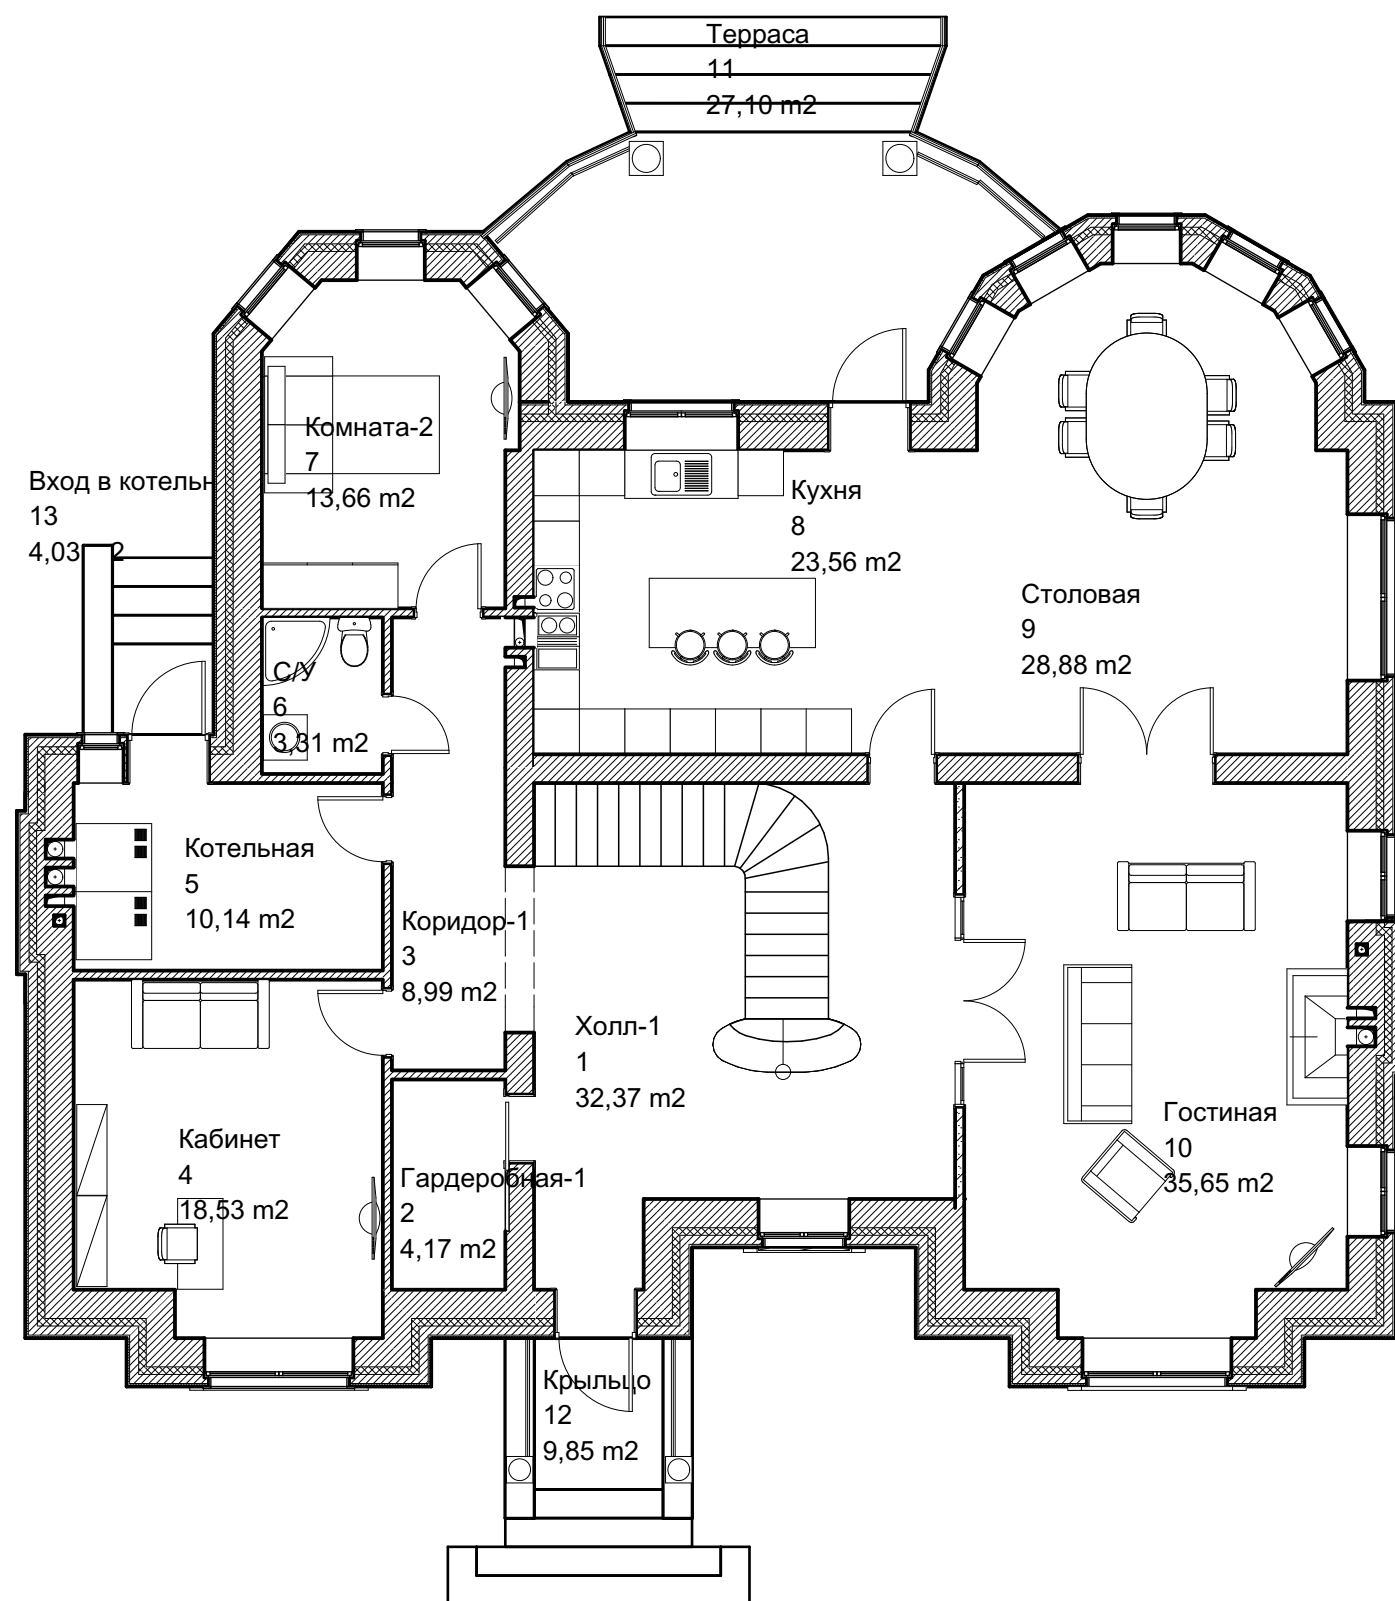 Терраса
11
27,10 m2
Комната-2
7
13,66 m2
Вход в котельн
13
4,03 2
Кухня
8
23,56 m2
Столовая
9
28,88 m2
С/У
6
3,31 m2
Котельная
5
10,14 m2
Коридор-1
3
8,99 m2
Холл-1
1
32,37 m2
Гостиная
10
35,65 m2
Кабинет
4
18,53 m2
Гардеробная-1
2
4,17 m2
Крыльцо
12
9,85 m2